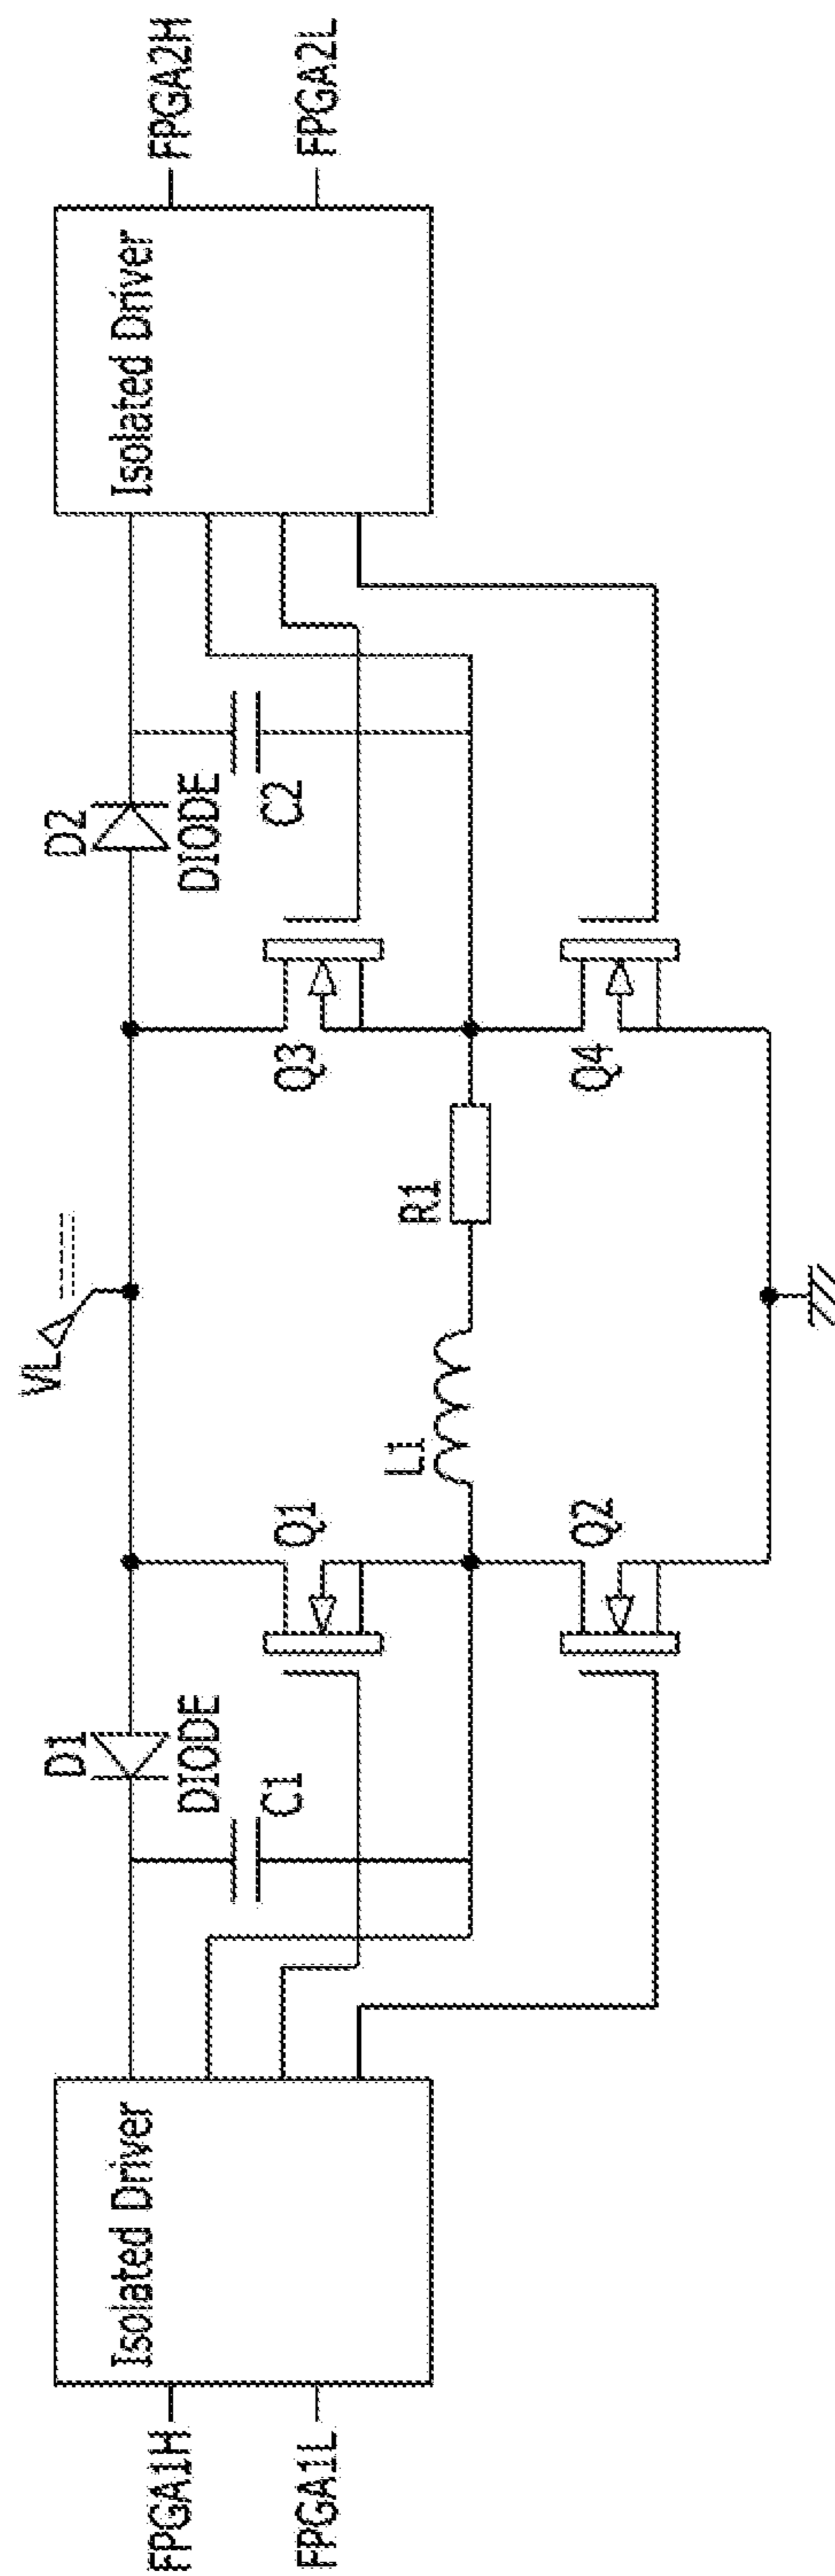 FPGA1H
FPGA1L
Isolated Driver
D1
DIODE
C1
Q1
Q2
VL
L1
R1
Q3
Q4
D2
DIODE
C2
Isolated Driver
FPGA2H
FPGA2L